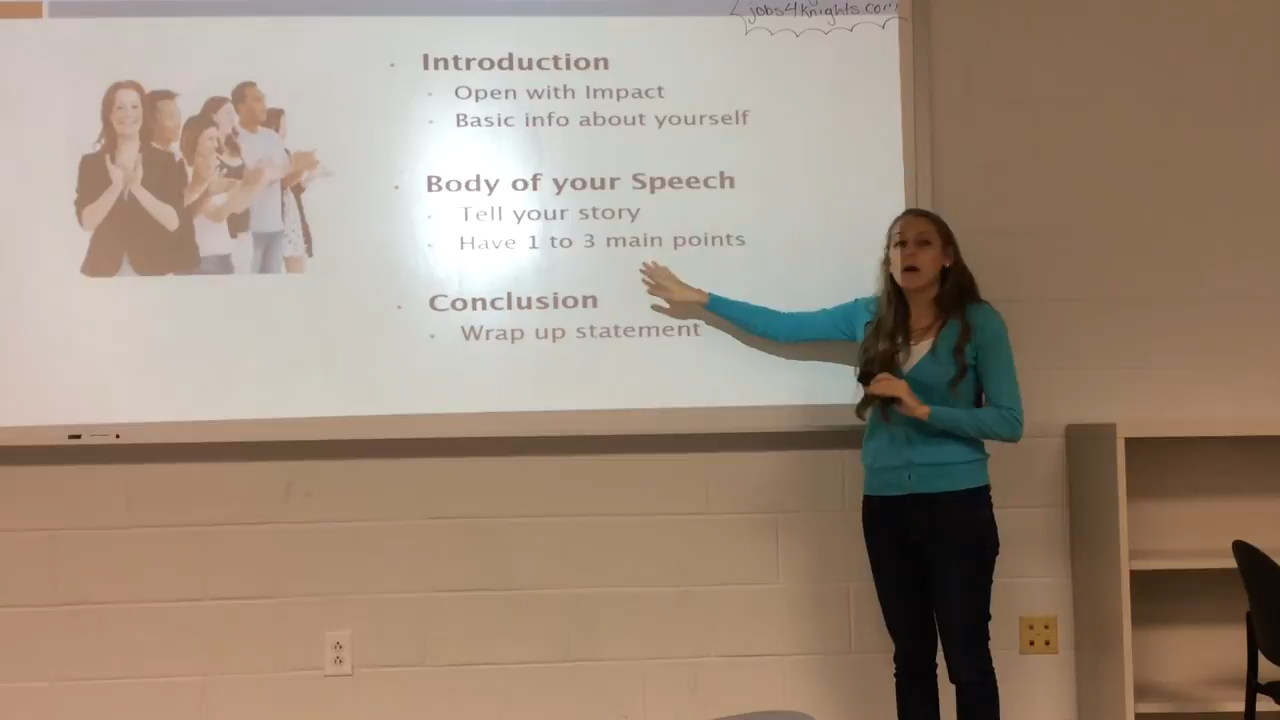 jobs4knights.com
Introduction
Open with Impact
Basic info about yourself
Body of your Speech
Tell your story
Have 1 to 3 main points
Conclusion
Wrap up statement